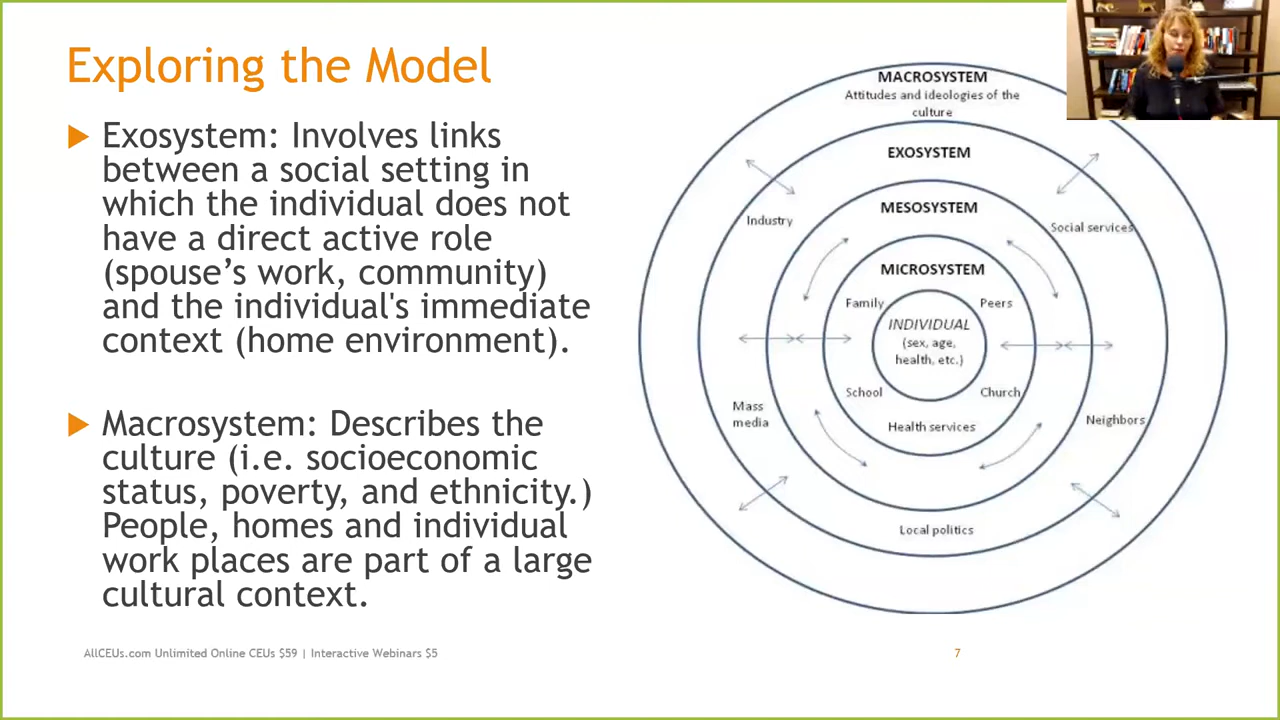 Exploring the Model
Exosystem: Involves links
between a social setting in
which the individual does not
have a direct active role
(spouse’s work, community)
and the individual's immediate
context (home environment).
Macrosystem: Describes the
culture (i.e. socioeconomic
status, poverty, and ethnicity.)
People, homes and individual
work places are part of a large
cultural context.
MACROSYSTEM
Attitudes and ideologies of the
culture
EXOSYSTEM
MESOSYSTEM
Industry
Social services
MICROSYSTEM
Family
Peers
INDIVIDUAL
(sex, age,
health, etc.)
School
Church
Health services
Mass
media
Neighbors
Local politics
AllCEUs.com Unlimited Online CEUs $59 | Interactive Webinars $5
7